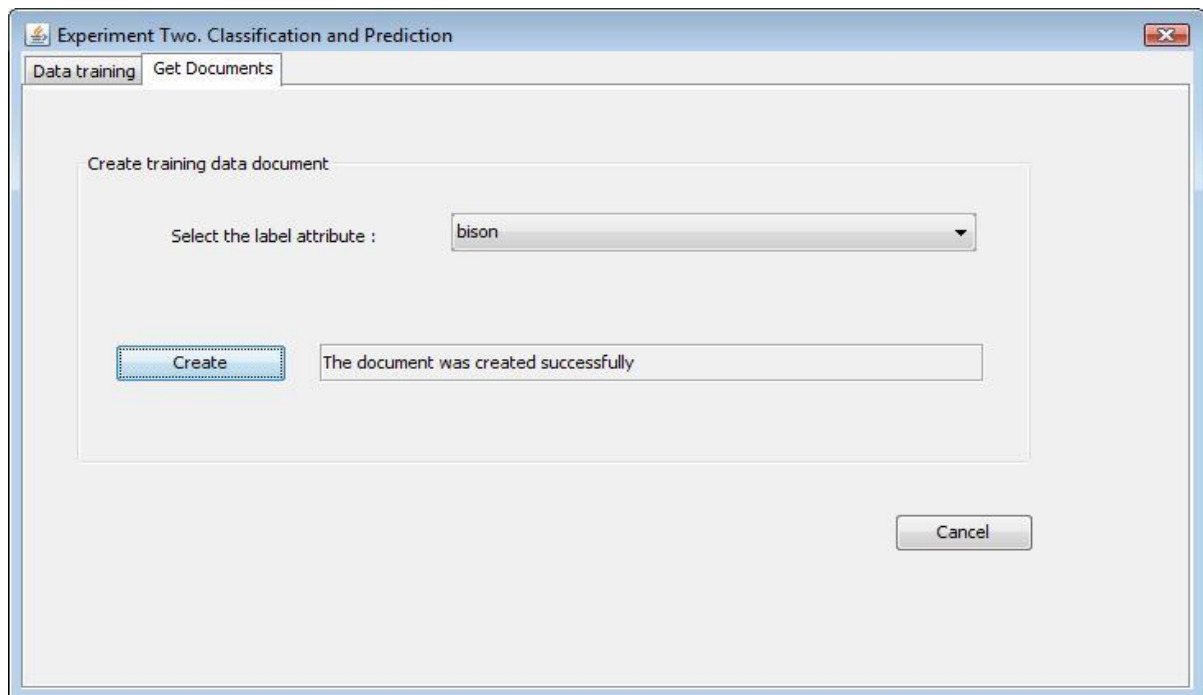 Experiment Two. Classification and Prediction
Data training Get Documents
Create training data document
Select the label attribute : bison
Create The document was created successfully
Cancel